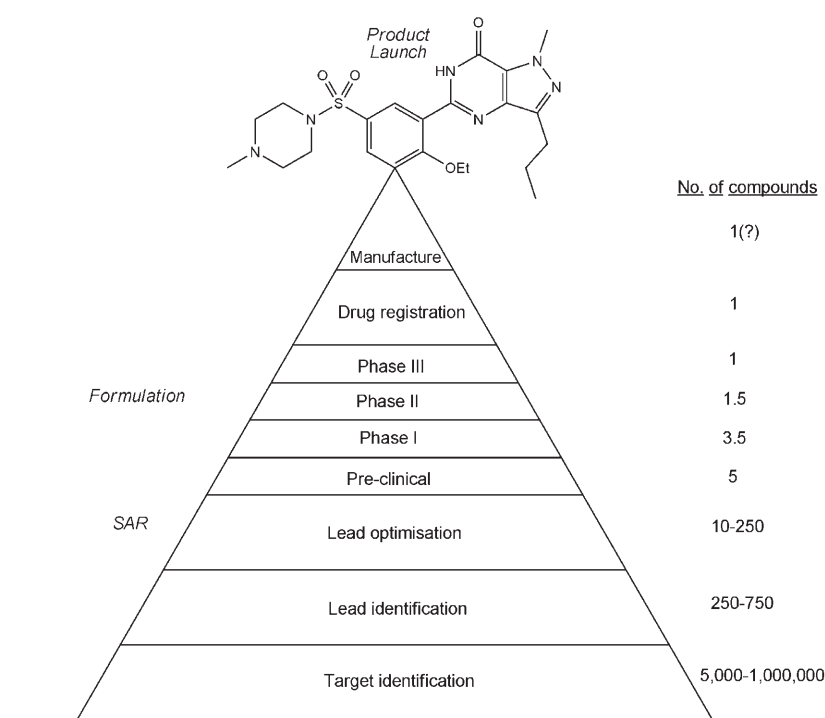 Product
Launch
O
HN
N
N
N
O
O
S
N
N
OEt
No. of compounds
1(?)
Manufacture
Drug registration
1
Phase III
1
Formulation
Phase II
1.5
Phase I
3.5
Pre-clinical
5
SAR
Lead optimisation
10-250
Lead identification
250-750
Target identification
5,000-1,000,000